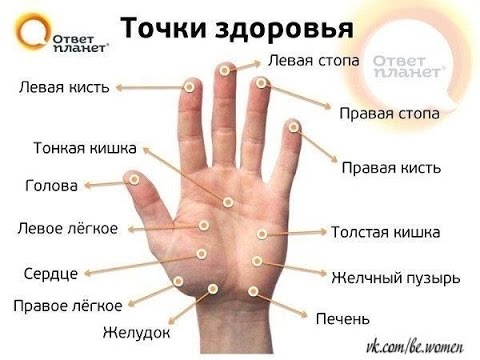 Ответ
планет®
Точки здоровья
Ответ
планет®
Левая стопа
Левая кисть
Правая стопа
Тонкая кишка
Правая кисть
Голова
Левое лёгкое
Толстая кишка
Сердце
Желчный пузырь
Правое лёгкое
Желудок
Печень
vk.com/be.women